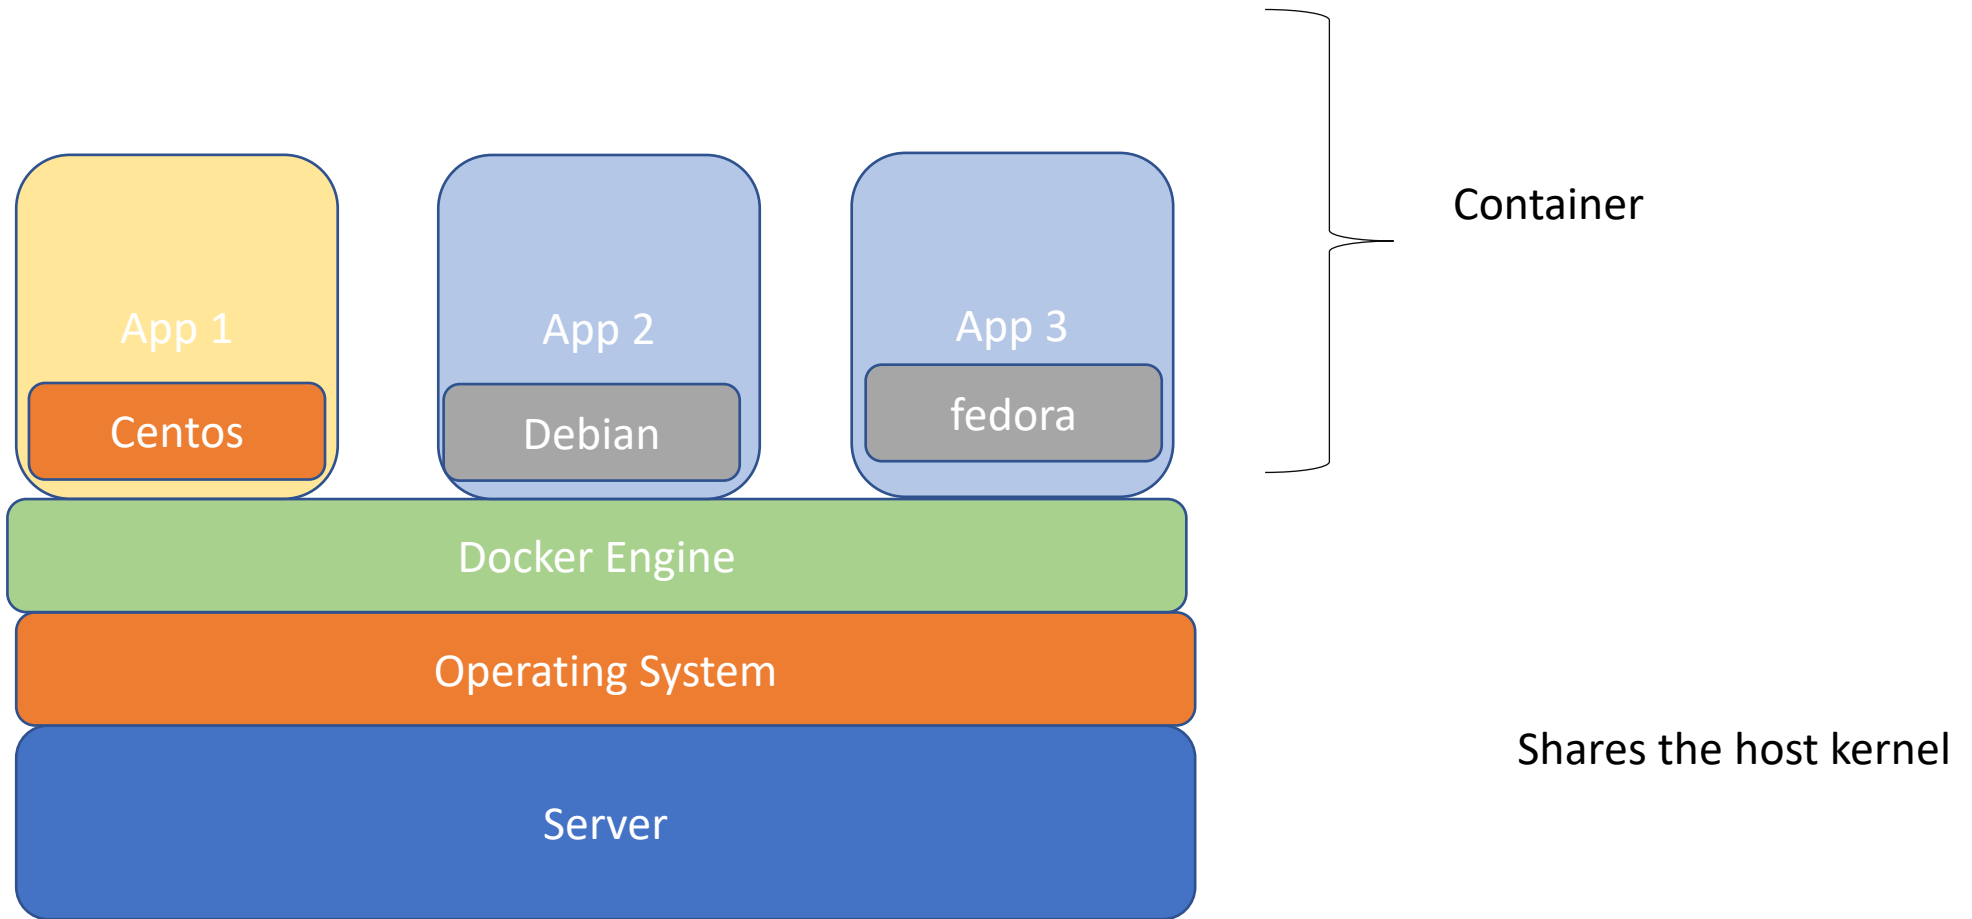 Container
App 1
App 2
App 3
Centos
Debian
fedora
Docker Engine
Operating System
Shares the host kernel
Server